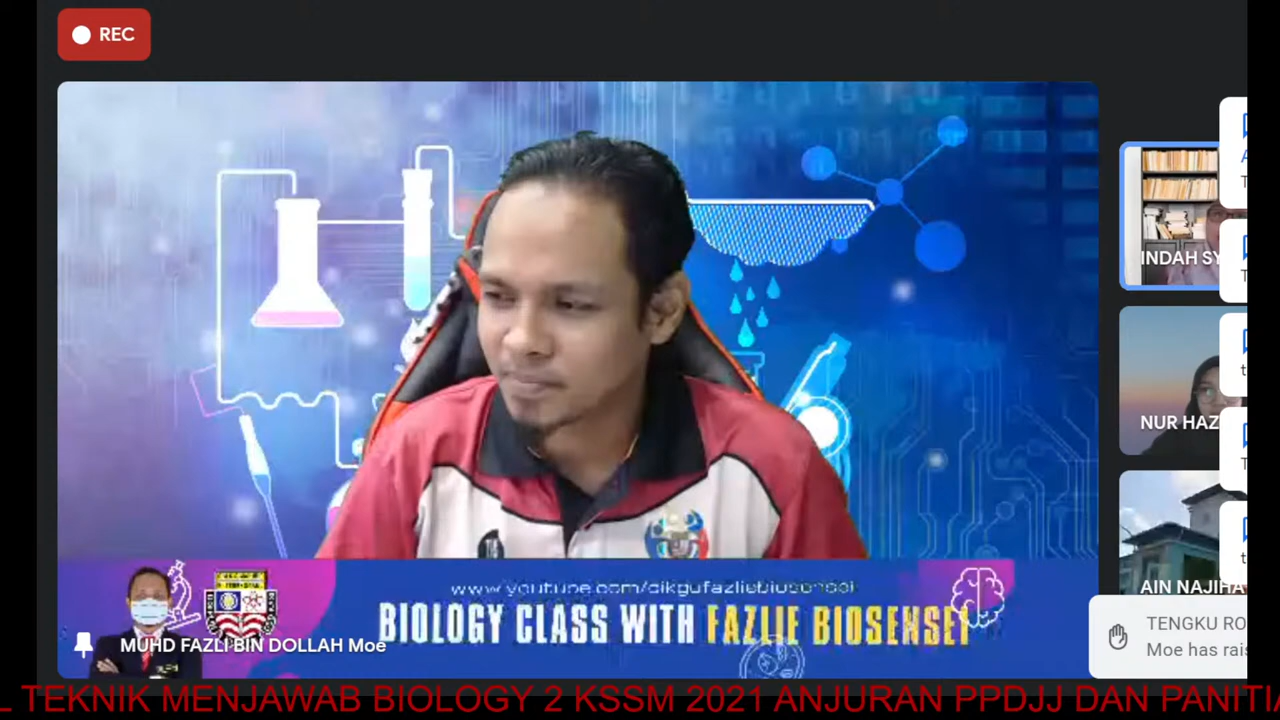 REC
INDAH SY
NUR HAZ
AIN NAJIHA
TENGKU RO
Moe has rais
www.youtube.com/cikgufazliebiosensei
BIOLOGY CLASS WITH FAZLIE BIOSENSEI
MUHD FAZLI BIN DOLLAH Moe
L TEKNIK MENJAWAB BIOLOGY 2 KSSM 2021 ANJURAN PPDJJ DAN PANITIA